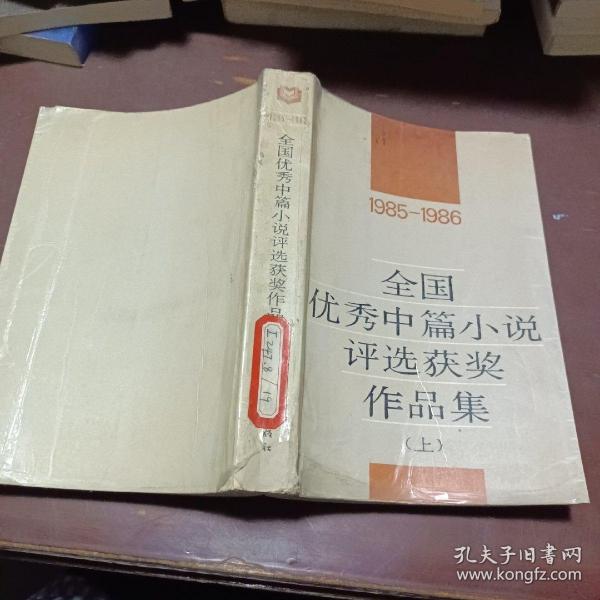 1985-1986
全国
优秀中篇小说
评选获奖
作品集
(上)
全国优秀中篇小说评选获奖作品
I247.8/19
孔夫子旧书网
www.kongfz.com